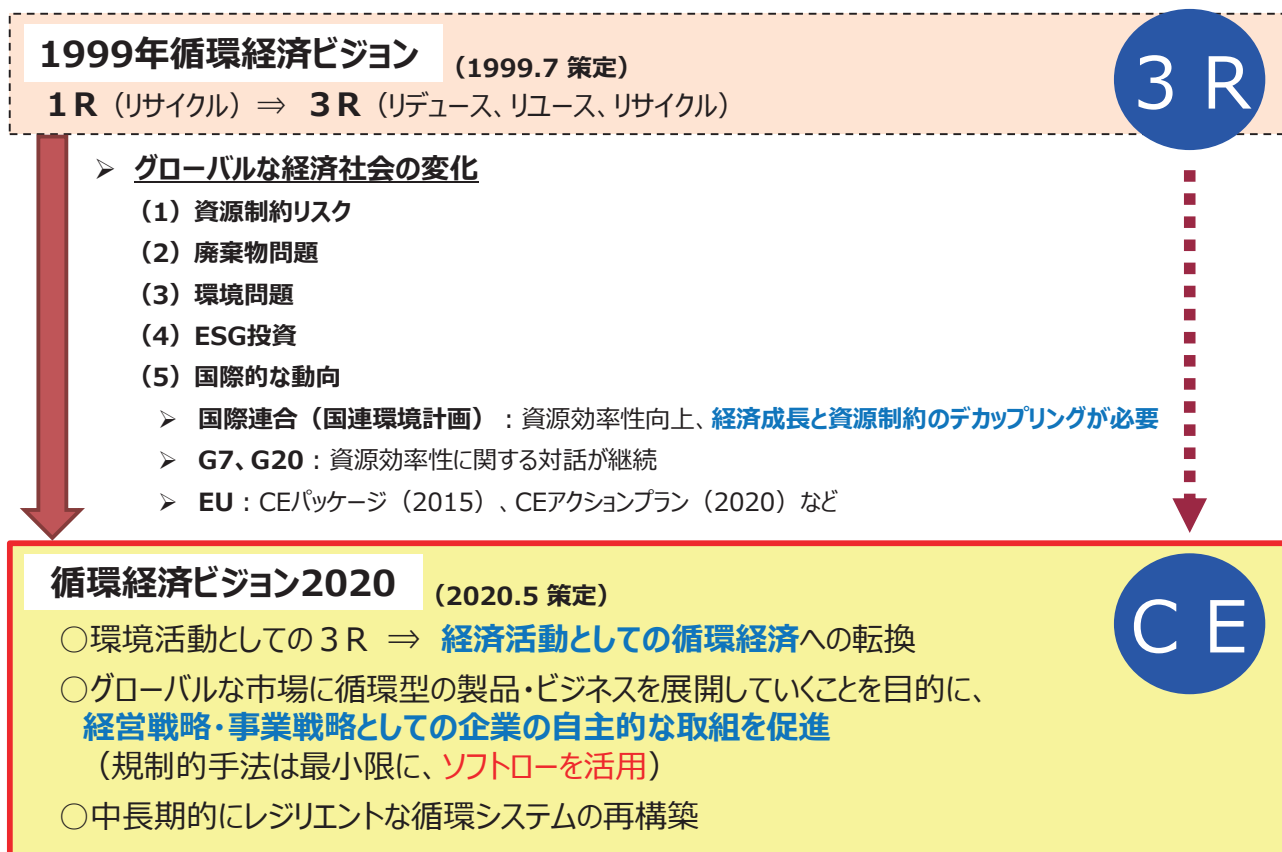 1999年循環経済ビジョン (1999.7 策定)
1R（リサイクル）⇒ 3R（リデュース、リユース、リサイクル）
3 R
➢ グローバルな経済社会の変化
（1）資源制約リスク
（2）廃棄物問題
（3）環境問題
（4）ESG投資
（5）国際的な動向
➢ 国際連合（国連環境計画）：資源効率性向上、経済成長と資源制約のデカップリングが必要
➢ G7、G20：資源効率性に関する対話が継続
➢ EU：CEパッケージ（2015）、CEアクションプラン（2020）など
循環経済ビジョン2020 (2020.5 策定)
C E
○環境活動としての３R ⇒ 経済活動としての循環経済への転換
○グローバルな市場に循環型の製品・ビジネスを展開していくことを目的に、
経営戦略・事業戦略としての企業の自主的な取組を促進
（規制的手法は最小限に、ソフトローを活用）
○中長期的にレジリエントな循環システムの再構築